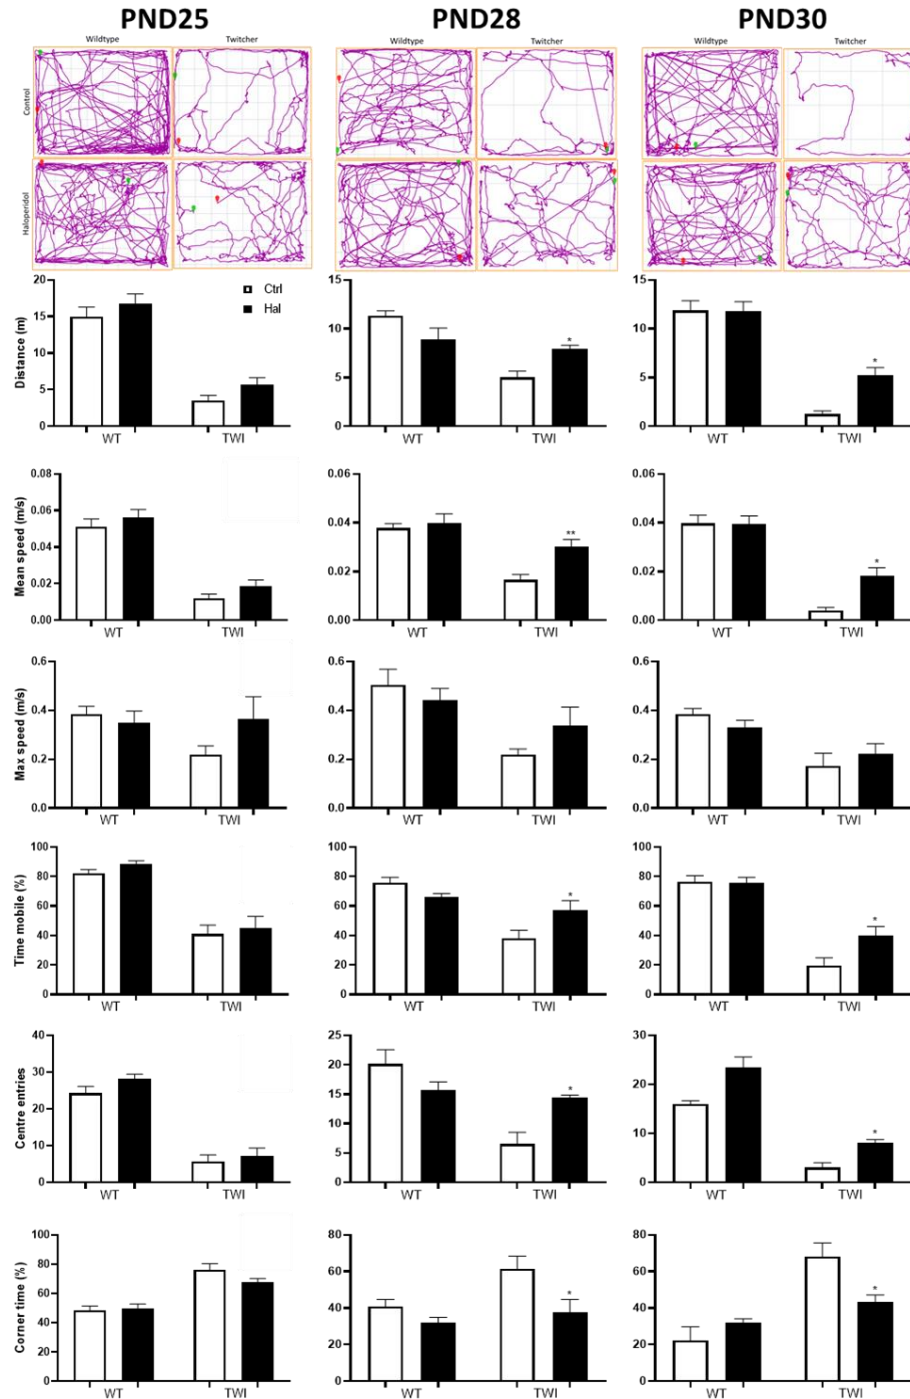 PND25 PND28 PND30
Wildtype Twitcher Wildtype Twitcher Wildtype Twitcher
Control
Haloperidol
Ctrl
Hal
Distance (m)
20 15 10 5 0
WT TWI
15 10 5 0
*
WT TWI
15 10 5 0
*
WT TWI
Mean speed (m/s)
0.08 0.06 0.04 0.02 0.00
WT TWI
0.06 0.04 0.02 0.00
**
WT TWI
0.06 0.04 0.02 0.00
*
WT TWI
Max speed (m/s)
0.6 0.4 0.2 0.0
WT TWI
0.6 0.4 0.2 0.0
WT TWI
0.6 0.4 0.2 0.0
WT TWI
Time mobile (%)
100 80 60 40 20 0
WT TWI
100 80 60 40 20 0
*
WT TWI
100 80 60 40 20 0
*
WT TWI
Centre entries
40 30 20 10 0
WT TWI
25 20 15 10 5 0
*
WT TWI
30 20 10 0
*
WT TWI
Corner time (%)
100 80 60 40 20 0
WT TWI
80 60 40 20 0
*
WT TWI
80 60 40 20 0
*
WT TWI